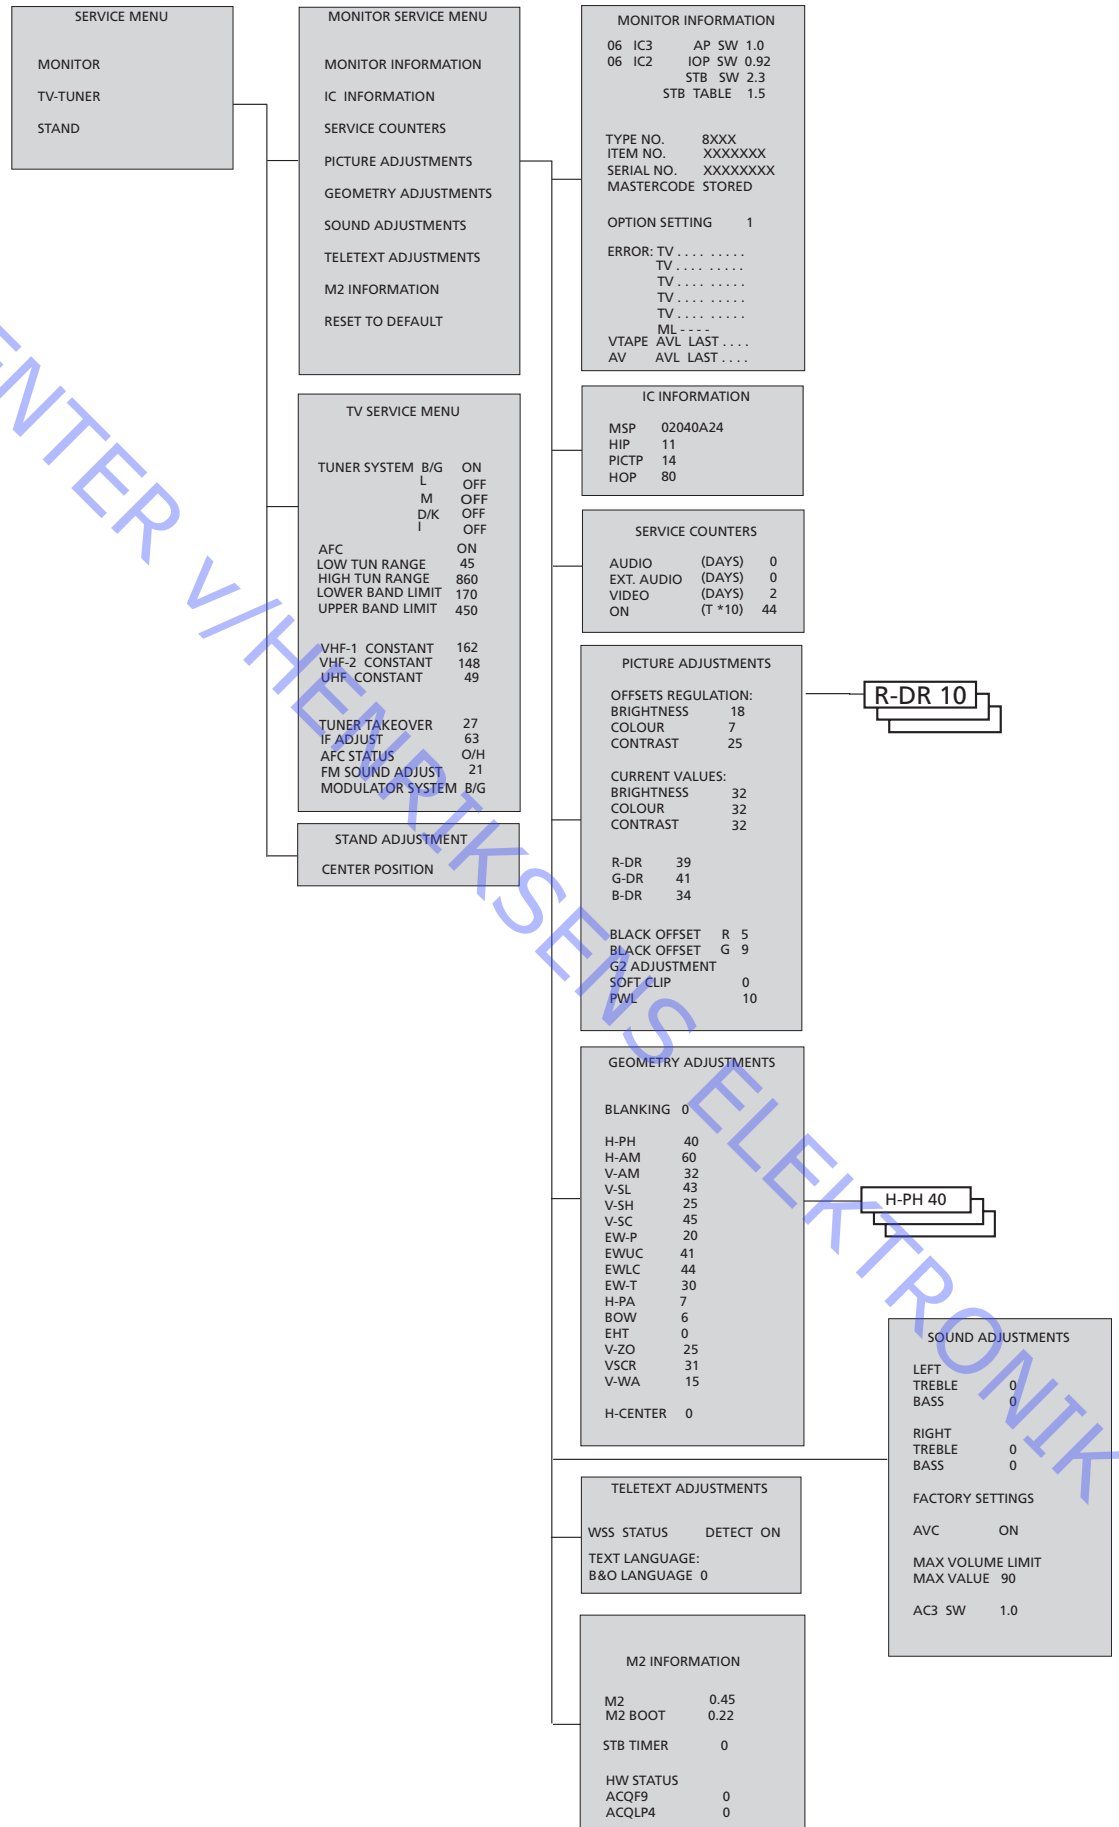 SERVICE MENU
MONITOR
TV-TUNER
STAND
MONITOR SERVICE MENU
MONITOR INFORMATION
IC INFORMATION
SERVICE COUNTERS
PICTURE ADJUSTMENTS
GEOMETRY ADJUSTMENTS
SOUND ADJUSTMENTS
TELETEXT ADJUSTMENTS
M2 INFORMATION
RESET TO DEFAULT
TV SERVICE MENU
TUNER SYSTEM B/G ON
L OFF
M OFF
D/K OFF
I OFF
AFC ON
LOW TUN RANGE 45
HIGH TUN RANGE 860
LOWER BAND LIMIT 170
UPPER BAND LIMIT 450
VHF-1 CONSTANT 162
VHF-2 CONSTANT 148
UHF CONSTANT 49
TUNER TAKEOVER 27
IF ADJUST 63
AFC STATUS O/H
FM SOUND ADJUST 21
MODULATOR SYSTEM B/G
STAND ADJUSTMENT
CENTER POSITION
MONITOR INFORMATION
06 IC3 AP SW 1.0
06 IC2 IOP SW 0.92
STB SW 2.3
STB TABLE 1.5
TYPE NO. 8XXX
ITEM NO. XXXXXXX
SERIAL NO. XXXXXXXX
MASTERCODE STORED
OPTION SETTING 1
ERROR: TV . . . . . . . . .
TV . . . . . . . . .
TV . . . . . . . . .
TV . . . . . . . . .
TV . . . . . . . . .
ML - - - -
VTAPE AVL LAST . . . .
AV AVL LAST . . . .
IC INFORMATION
MSP 02040A24
HIP 11
PICTP 14
HOP 80
SERVICE COUNTERS
AUDIO (DAYS) 0
EXT. AUDIO (DAYS) 0
VIDEO (DAYS) 2
ON (T *10) 44
PICTURE ADJUSTMENTS
OFFSETS REGULATION:
BRIGHTNESS 18
COLOUR 7
CONTRAST 25
CURRENT VALUES:
BRIGHTNESS 32
COLOUR 32
CONTRAST 32
R-DR 39
G-DR 41
B-DR 34
BLACK OFFSET R 5
BLACK OFFSET G 9
G2 ADJUSTMENT
SOFT CLIP 0
PWL 10
R-DR 10
GEOMETRY ADJUSTMENTS
BLANKING 0
H-PH 40
H-AM 60
V-AM 32
V-SL 43
V-SH 25
V-SC 45
EW-P 20
EWUC 41
EWLC 44
EW-T 30
H-PA 7
BOW 6
EHT 0
V-ZO 25
VSCR 31
V-WA 15
H-CENTER 0
H-PH 40
SOUND ADJUSTMENTS
LEFT
TREBLE 0
BASS 0
RIGHT
TREBLE 0
BASS 0
FACTORY SETTINGS
AVC ON
MAX VOLUME LIMIT
MAX VALUE 90
AC3 SW 1.0
TELETEXT ADJUSTMENTS
WSS STATUS DETECT ON
TEXT LANGUAGE:
B&O LANGUAGE 0
M2 INFORMATION
M2 0.45
M2 BOOT 0.22
STB TIMER 0
HW STATUS
ACQF9 0
ACQLP4 0
ENTER v/HENRIKSENS ELEKTRONIK